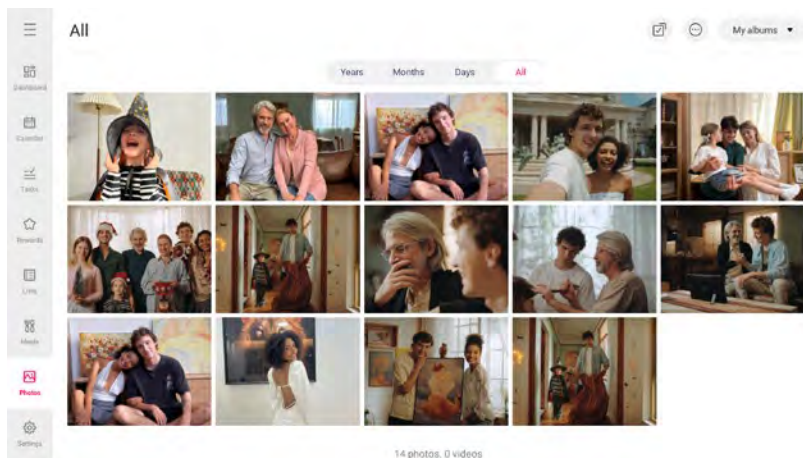 All
My albums
Years Months Days All
Dashboard
Calendar
Tasks
Rewards
Lists
Meals
Photos
Settings
14 photos, 0 videos